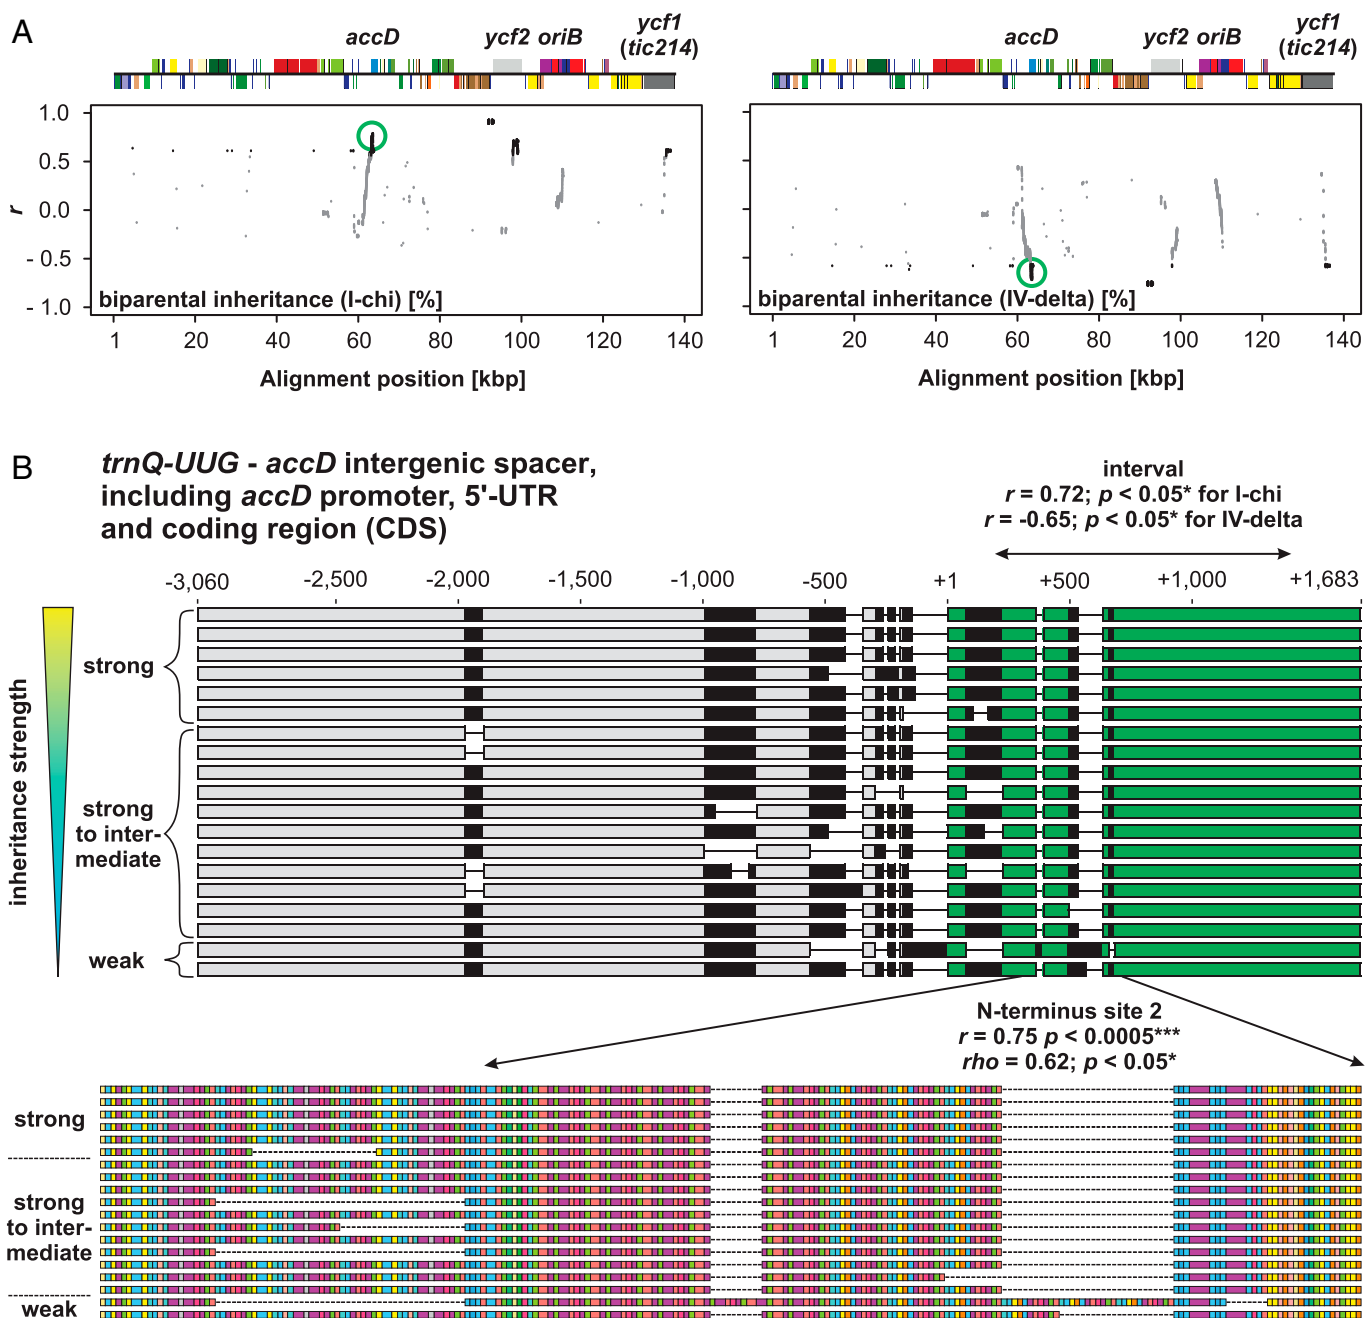 A
accD
ycf2 oriB
ycf1
(tic214)
accD
ycf2 oriB
ycf1
(tic214)
r
1.0
0.5
0.0
- 0.5
- 1.0
biparental inheritance (I-chi) [%]
biparental inheritance (IV-delta) [%]
1 20 40 60 80 100 120 140
1 20 40 60 80 100 120 140
Alignment position [kbp]
Alignment position [kbp]
B
trnQ-UUG - accD intergenic spacer,
including accD promoter, 5'-UTR
and coding region (CDS)
interval
r = 0.72; p < 0.05* for I-chi
r = -0.65; p < 0.05* for IV-delta
-3,060 -2,500 -2,000 -1,500 -1,000 -500 +1 +500 +1,000 +1,683
inheritance strength
strong
strong
to inter-
mediate
weak
N-terminus site 2
r = 0.75 p < 0.0005***
rho = 0.62; p < 0.05*
strong
strong
to inter-
mediate
weak